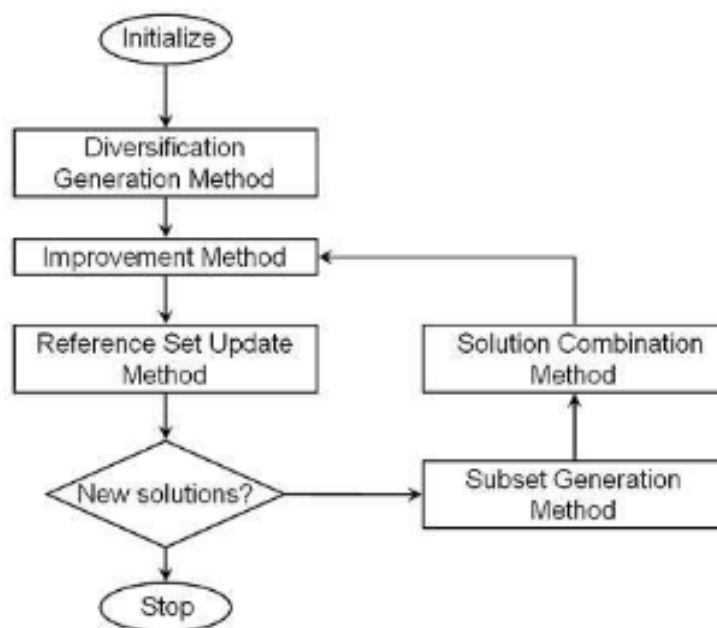 Initialize
Diversification
Generation Method
Improvement Method
Reference Set Update
Method
Solution Combination
Method
New solutions?
Subset Generation
Method
Stop